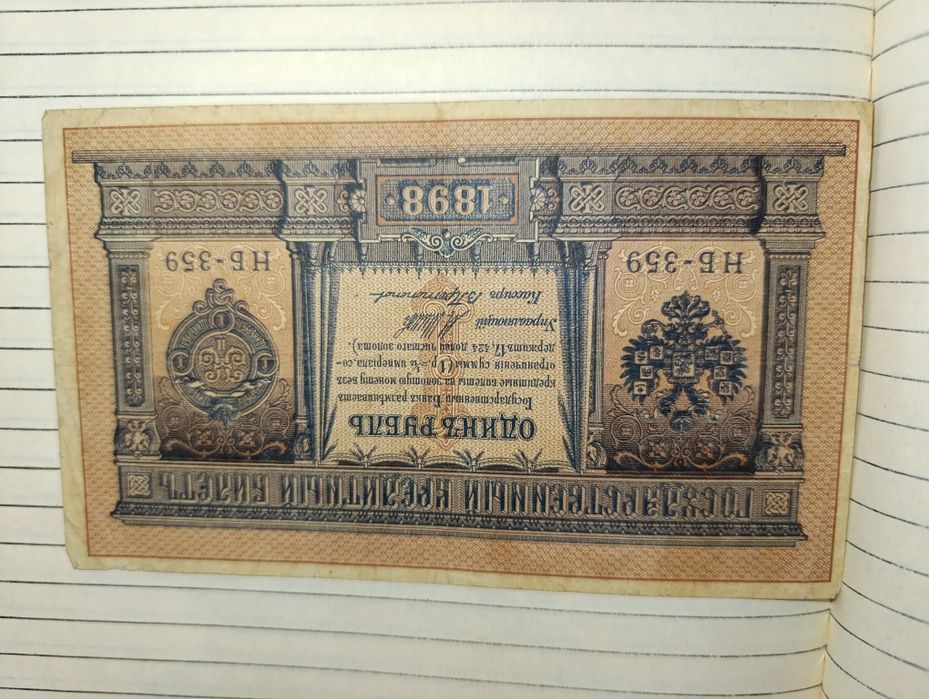 ГОСУДАРСТВЕННЫЙ КРЕДИТНЫЙ БИЛЕТЪ
ОДИНЪ РУБЛЬ
Государственный Банкъ размѣниваетъ
кредитные билеты на золотую монету безъ
ограниченія суммы (1 р.=1/15 имперіала, со-
держитъ 17,424 долей чистаго золота).
Управляющій
Кассиръ
НБ-359
НБ-359
1898